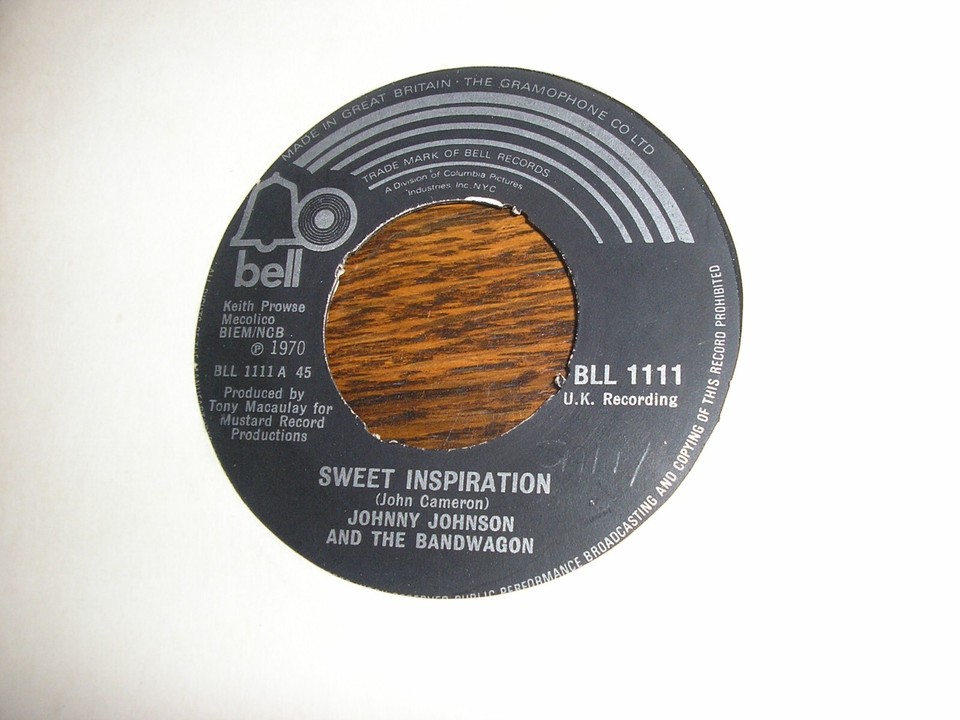 MADE IN GREAT BRITAIN · THE GRAMOPHONE CO LTD
TRADE MARK OF BELL RECORDS
A Division of Columbia Pictures
Industries, Inc. NYC
bell
Keith Prowse
Mecolico
BIEM/NCB
℗ 1970
BLL 1111 A 45
Produced by
Tony Macaulay for
Mustard Record
Productions
BLL 1111
U.K. Recording
SWEET INSPIRATION
(John Cameron)
JOHNNY JOHNSON
AND THE BANDWAGON
PUBLIC PERFORMANCE BROADCASTING AND COPYING OF THIS RECORD PROHIBITED